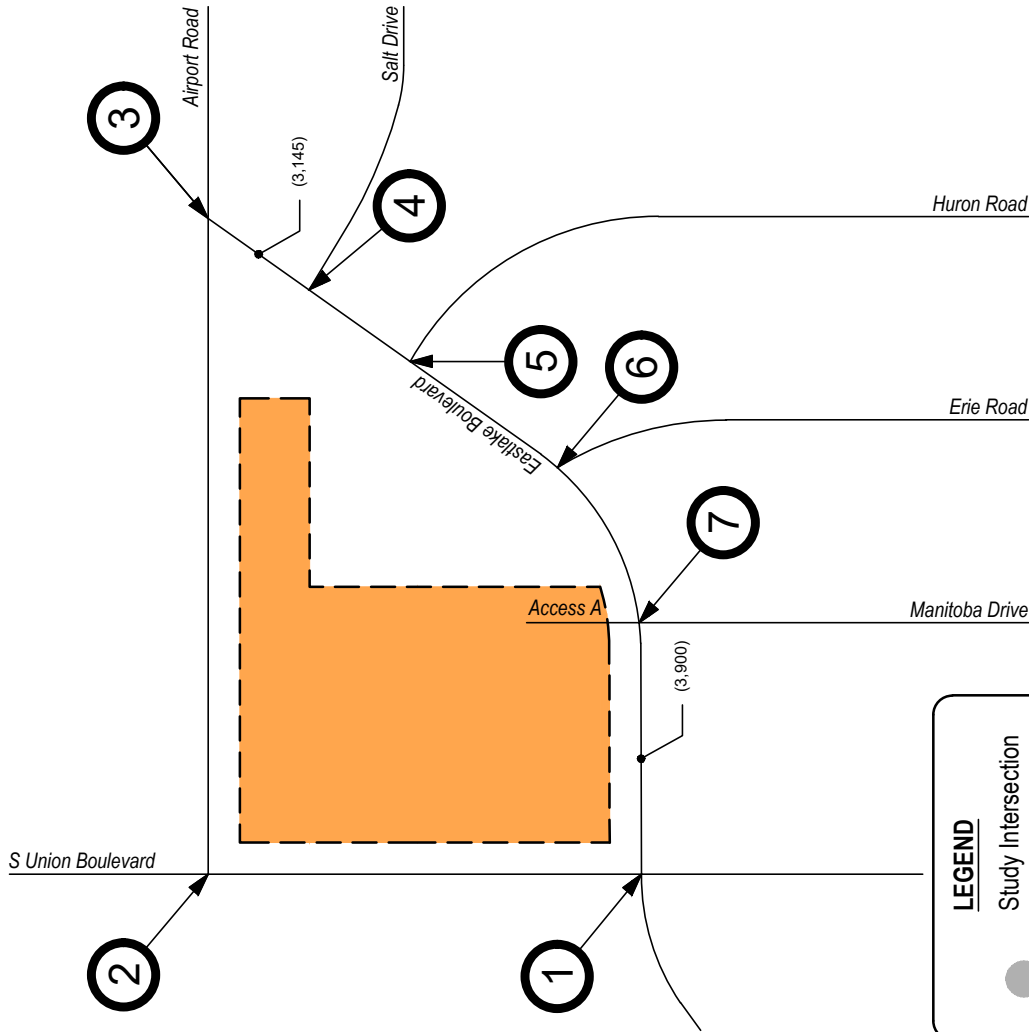 Airport Road
Salt Drive
3
(3,145)
4
Huron Road
5
Eastlake Boulevard
6
Erie Road
7
Access A
Manitoba Drive
(3,900)
S Union Boulevard
2
1
LEGEND
Study Intersection